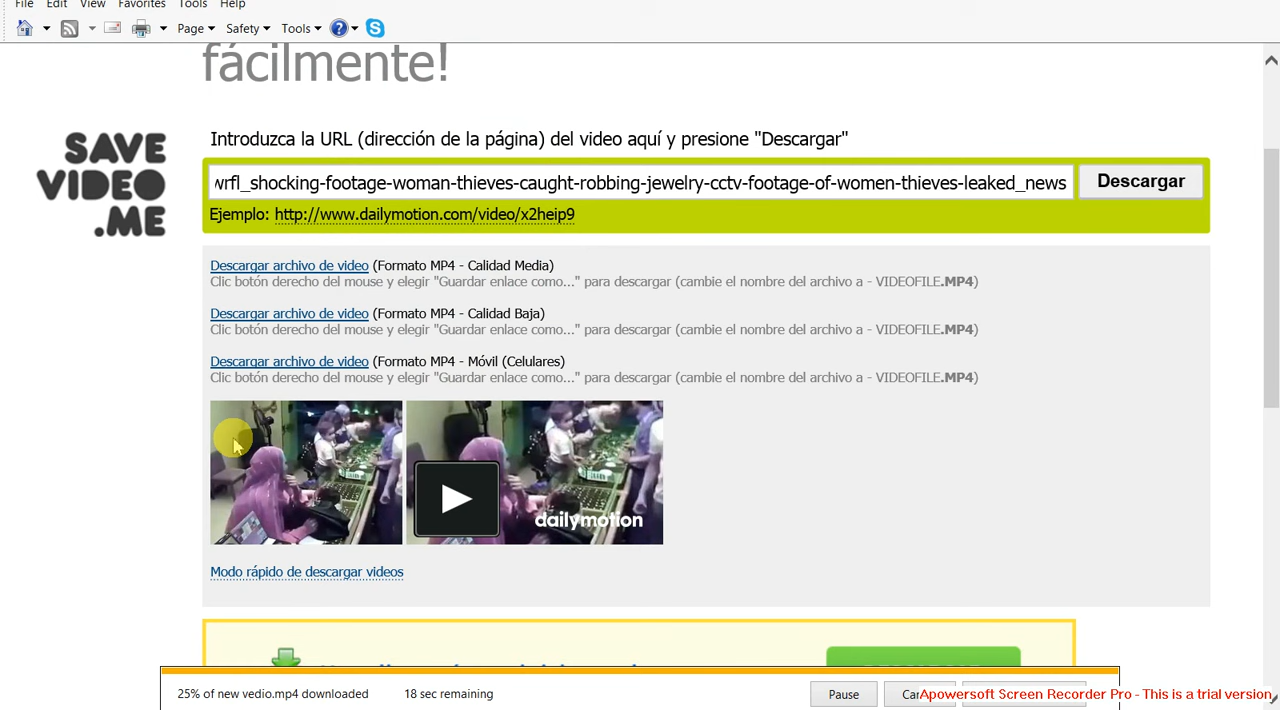 File Edit View Favorites Tools Help
Page Safety Tools
fácilmente!
SAVE
VIDEO
.ME
Introduzca la URL (dirección de la página) del video aquí y presione "Descargar"
wrfl_shocking-footage-woman-thieves-caught-robbing-jewelry-cctv-footage-of-women-thieves-leaked_news Descargar
Ejemplo: http://www.dailymotion.com/video/x2heip9
Descargar archivo de video (Formato MP4 - Calidad Media)
Clic botón derecho del mouse y elegir "Guardar enlace como..." para descargar (cambie el nombre del archivo a - VIDEOFILE.MP4)
Descargar archivo de video (Formato MP4 - Calidad Baja)
Clic botón derecho del mouse y elegir "Guardar enlace como..." para descargar (cambie el nombre del archivo a - VIDEOFILE.MP4)
Descargar archivo de video (Formato MP4 - Móvil (Celulares)
Clic botón derecho del mouse y elegir "Guardar enlace como..." para descargar (cambie el nombre del archivo a - VIDEOFILE.MP4)
dailymotion
Modo rápido de descargar videos
25% of new vedio.mp4 downloaded 18 sec remaining Pause Apowersoft Screen Recorder Pro - This is a trial version